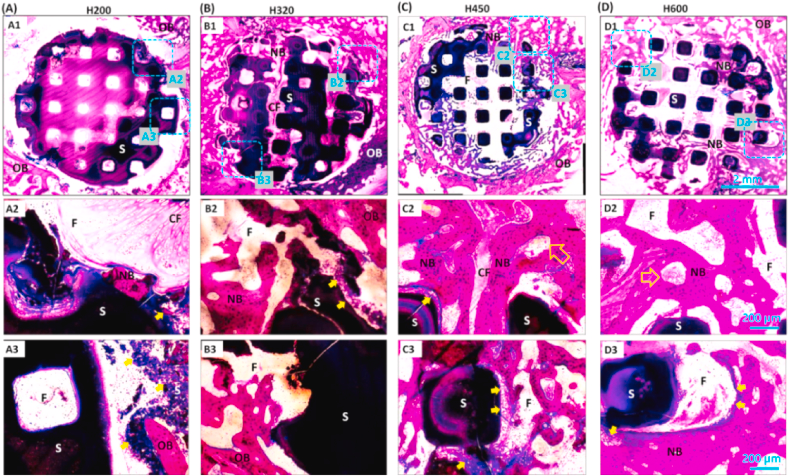 (A) H200
(B) H320
(C) H450
(D) H600
A1
OB
A2
A3
S
OB
B1
NB
B2
S
CF
B3
OB
C1
NB
C2
F
C3
S
OB
D1
OB
D2
NB
S
D3
NB
2 mm
A2
F
CF
NB
S
B2
OB
F
NB
S
C2
NB
NB
CF
S
D2
F
NB
F
S
200 μm
A3
F
S
S
OB
B3
F
S
C3
S
F
D3
S
F
NB
200 μm